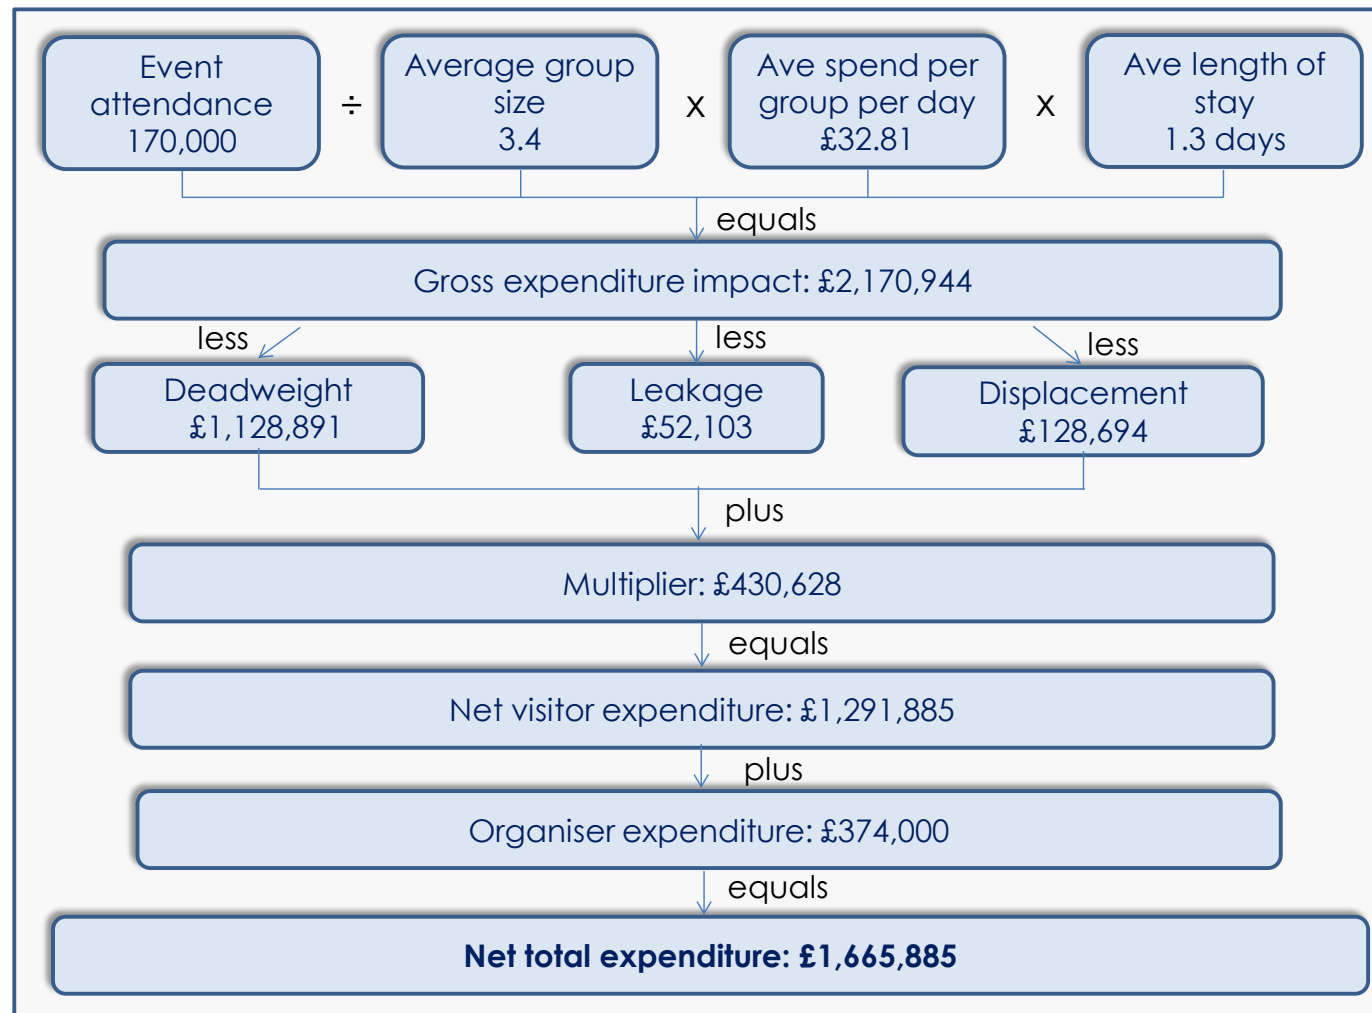 Event
attendance
170,000
÷
Average group
size
3.4
x
Ave spend per
group per day
£32.81
x
Ave length of
stay
1.3 days
equals
Gross expenditure impact: £2,170,944
less
less
less
Deadweight
£1,128,891
Leakage
£52,103
Displacement
£128,694
plus
Multiplier: £430,628
equals
Net visitor expenditure: £1,291,885
plus
Organiser expenditure: £374,000
equals
Net total expenditure: £1,665,885